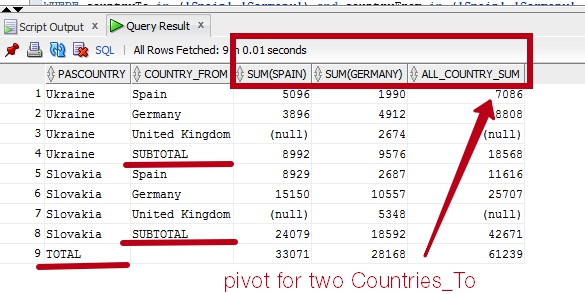 Script Output x Query Result x
SQL | All Rows Fetched: 9 in 0.01 seconds
PASCOUNTRY COUNTRY_FROM SUM(SPAIN) SUM(GERMANY) ALL_COUNTRY_SUM
1 Ukraine Spain 5096 1990 7086
2 Ukraine Germany 3896 4912 8808
3 Ukraine United Kingdom (null) 2674 (null)
4 Ukraine SUBTOTAL 8992 9576 18568
5 Slovakia Spain 8929 2687 11616
6 Slovakia Germany 15150 10557 25707
7 Slovakia United Kingdom (null) 5348 (null)
8 Slovakia SUBTOTAL 24079 18592 42671
9 TOTAL 33071 28168 61239
pivot for two Countries_To